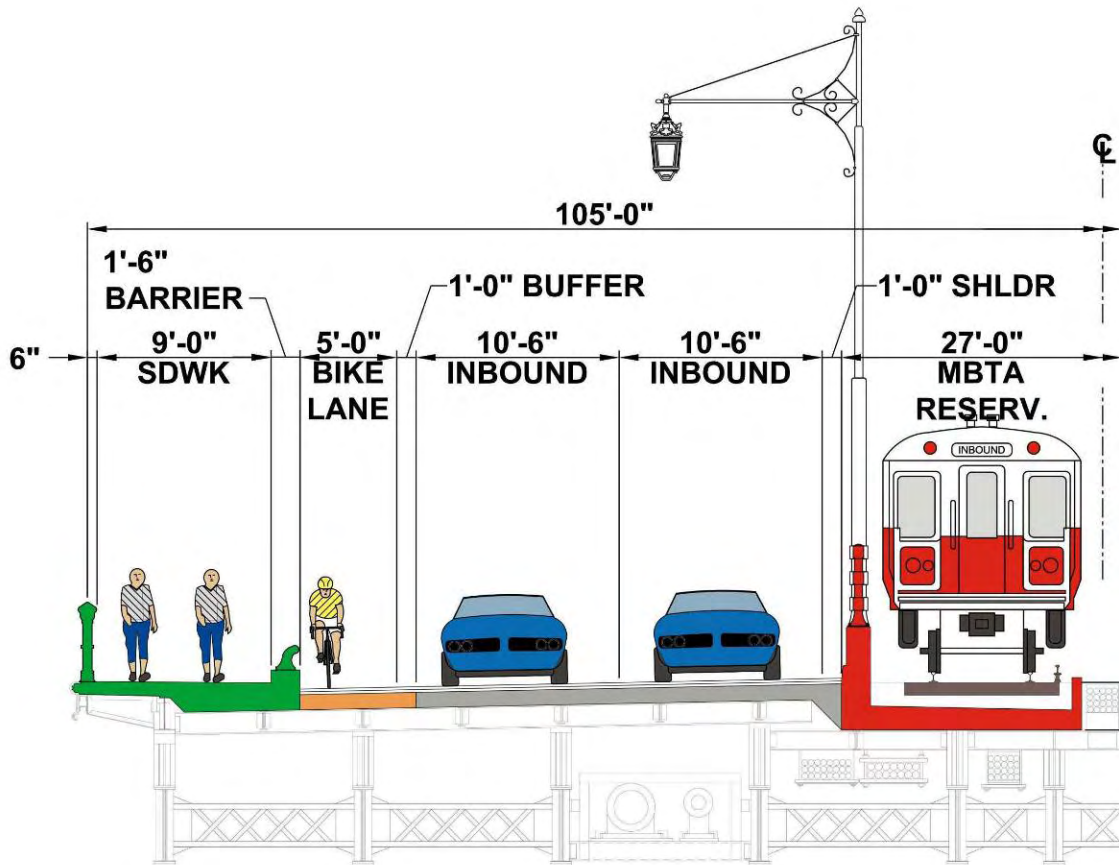 ℄
105'-0"
1'-6"
BARRIER
1'-0" BUFFER
1'-0" SHLDR
6"
9'-0"
SDWK
5'-0"
BIKE
LANE
10'-6"
INBOUND
10'-6"
INBOUND
27'-0"
MBTA
RESERV.
INBOUND